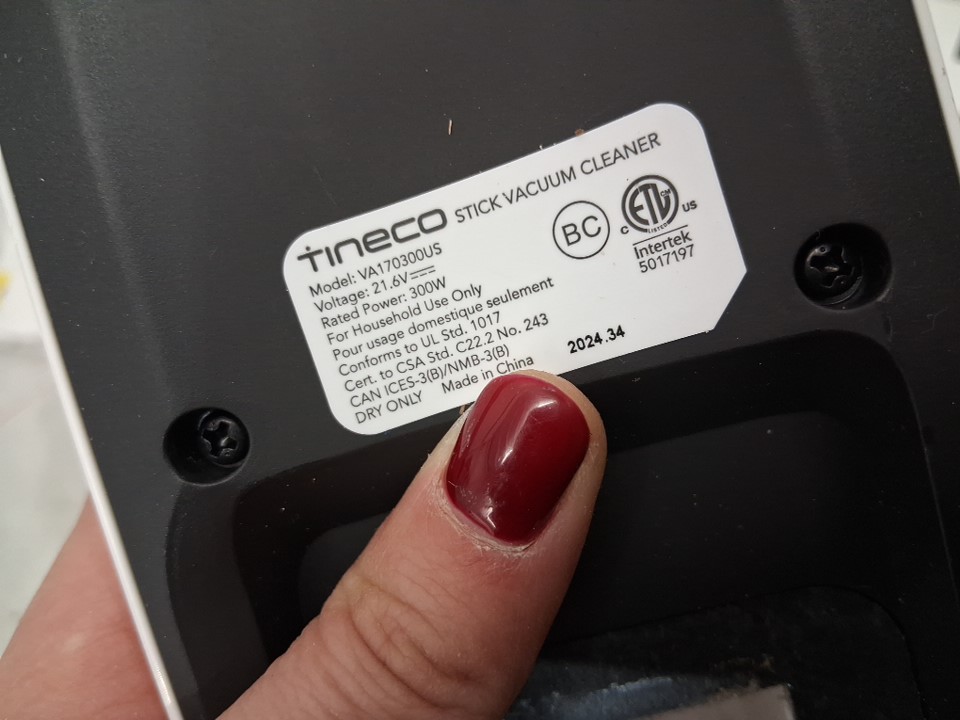 TINECO STICK VACUUM CLEANER
Model: VA170300US
Voltage: 21.6V
Rated Power: 300W
For Household Use Only
Pour usage domestique seulement
Conforms to UL Std. 1017
Cert. to CSA Std. C22.2 No. 243
CAN ICES-3(B)/NMB-3(B)
DRY ONLY Made in China
BC
C ETL CM US
LISTED
Intertek
5017197
2024.34